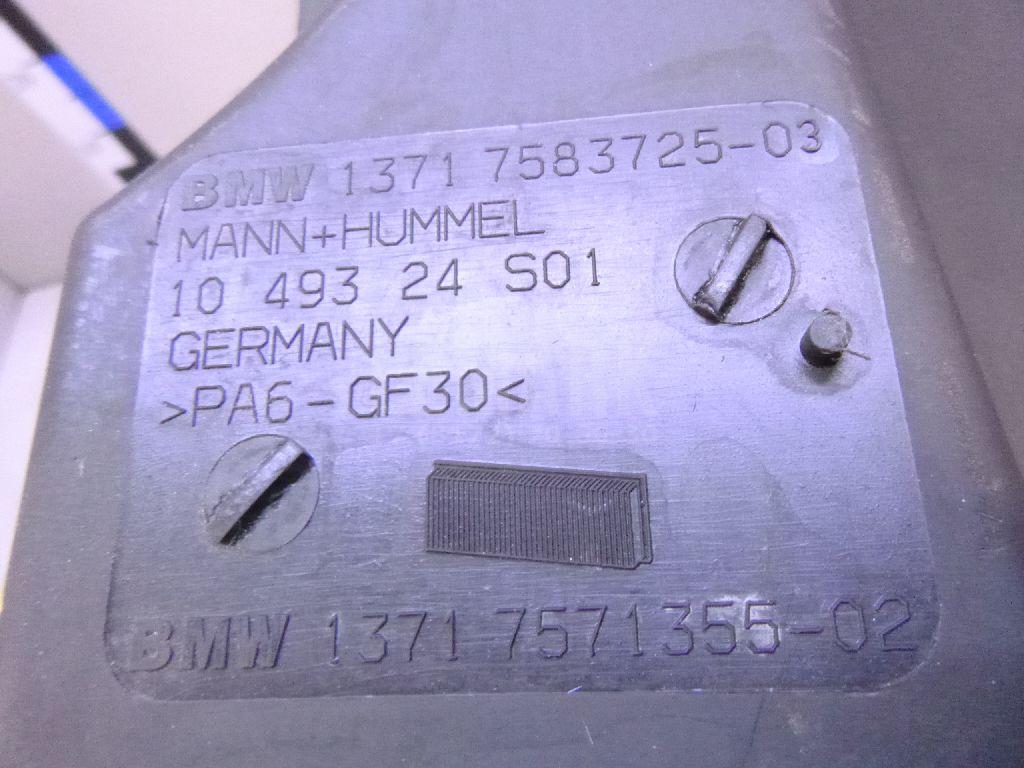 BMW 1371 7583725-03
MANN+HUMMEL
10 493 24 S01
GERMANY
>PA6-GF30<
BMW 1371 7571355-02